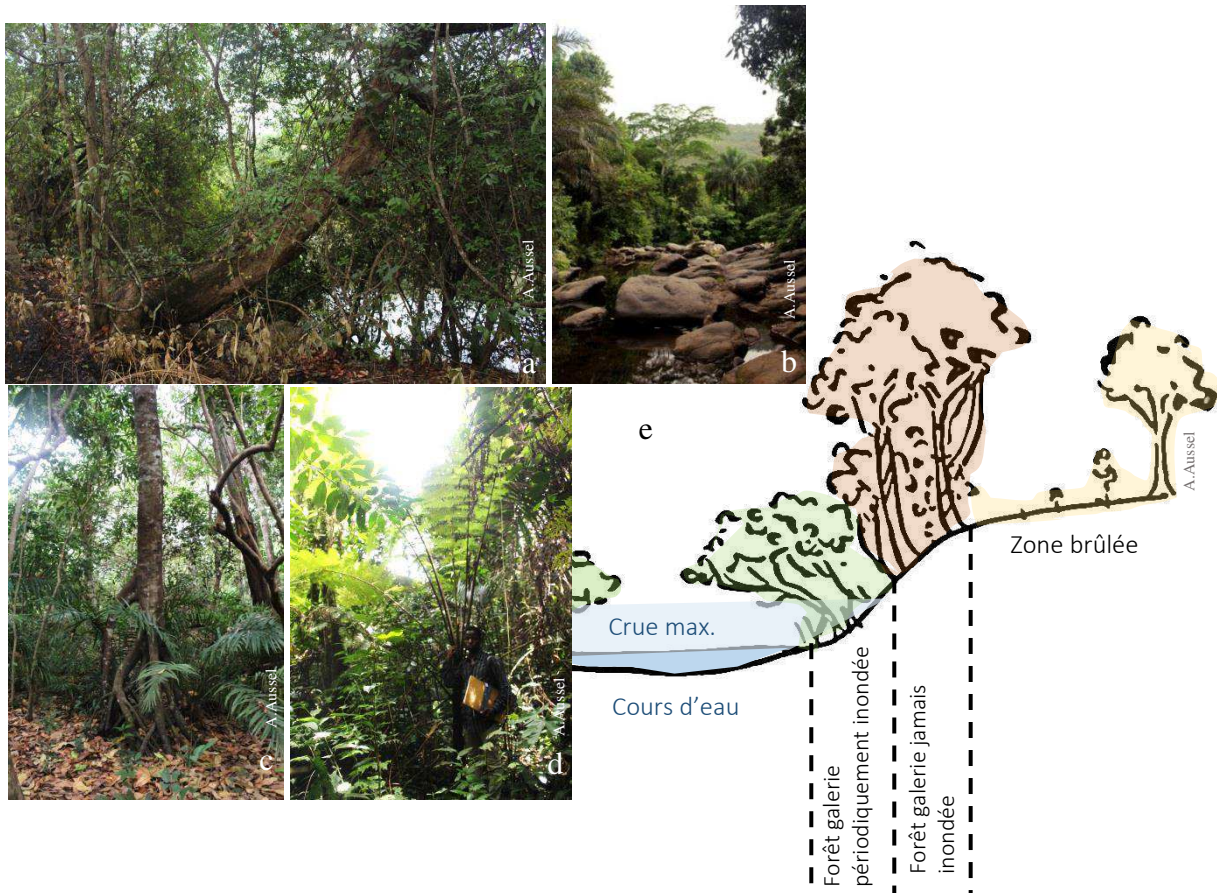 A.Aussel
a
A.Aussel
b
A.Aussel
c
A.Aussel
d
e
A.Aussel
Zone brûlée
Crue max.
Cours d'eau
Forêt galerie
périodiquement inondée
Forêt galerie jamais
inondée